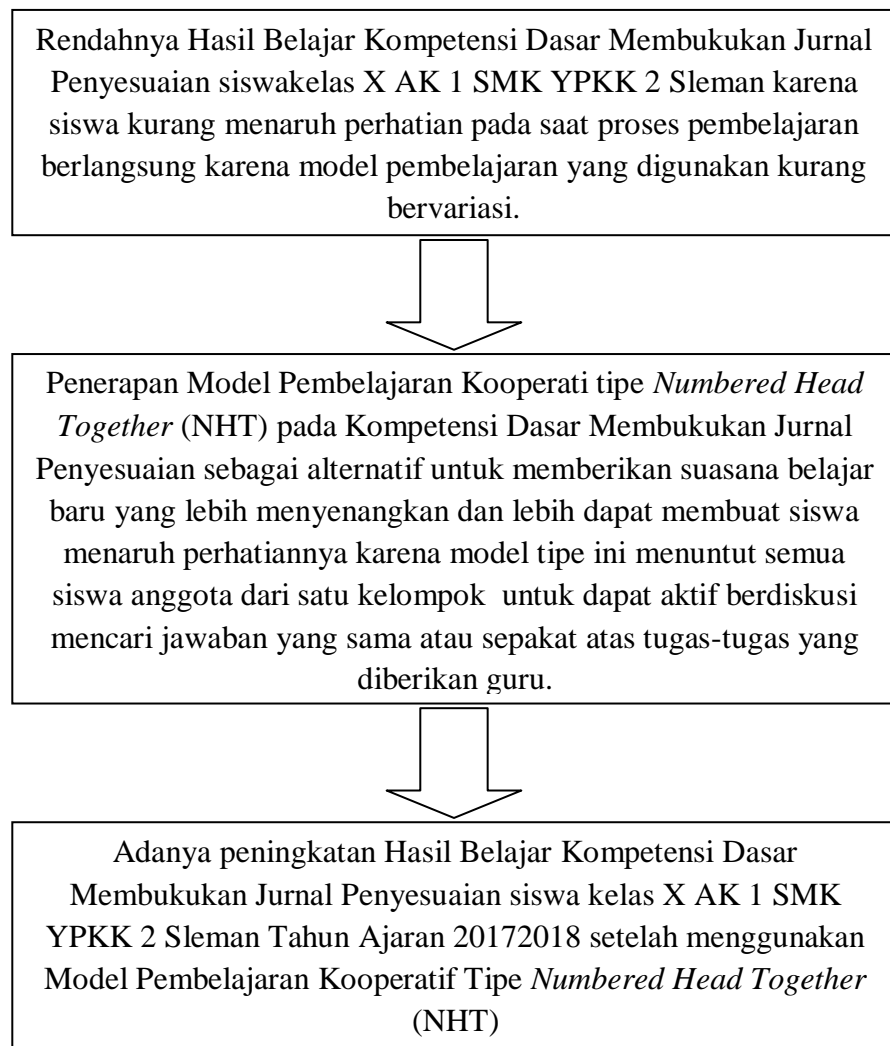 Rendahnya Hasil Belajar Kompetensi Dasar Membukukan Jurnal
Penyesuaian siswakelas X AK 1 SMK YPKK 2 Sleman karena
siswa kurang menaruh perhatian pada saat proses pembelajaran
berlangsung karena model pembelajaran yang digunakan kurang
bervariasi.
Penerapan Model Pembelajaran Kooperati tipe Numbered Head
Together (NHT) pada Kompetensi Dasar Membukukan Jurnal
Penyesuaian sebagai alternatif untuk memberikan suasana belajar
baru yang lebih menyenangkan dan lebih dapat membuat siswa
menaruh perhatiannya karena model tipe ini menuntut semua
siswa anggota dari satu kelompok untuk dapat aktif berdiskusi
mencari jawaban yang sama atau sepakat atas tugas-tugas yang
diberikan guru.
Adanya peningkatan Hasil Belajar Kompetensi Dasar
Membukukan Jurnal Penyesuaian siswa kelas X AK 1 SMK
YPKK 2 Sleman Tahun Ajaran 20172018 setelah menggunakan
Model Pembelajaran Kooperatif Tipe Numbered Head Together
(NHT)